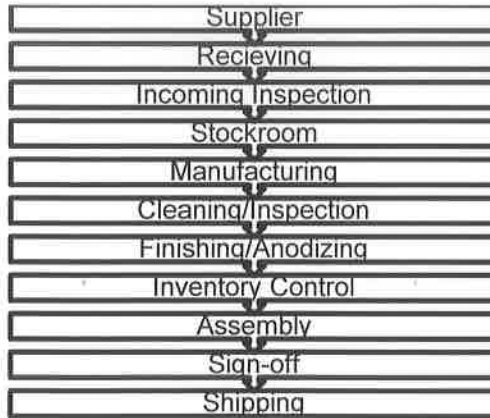 Supplier
Recieving
Incoming Inspection
Stockroom
Manufacturing
Cleaning/Inspection
Finishing/Anodizing
Inventory Control
Assembly
Sign-off
Shipping